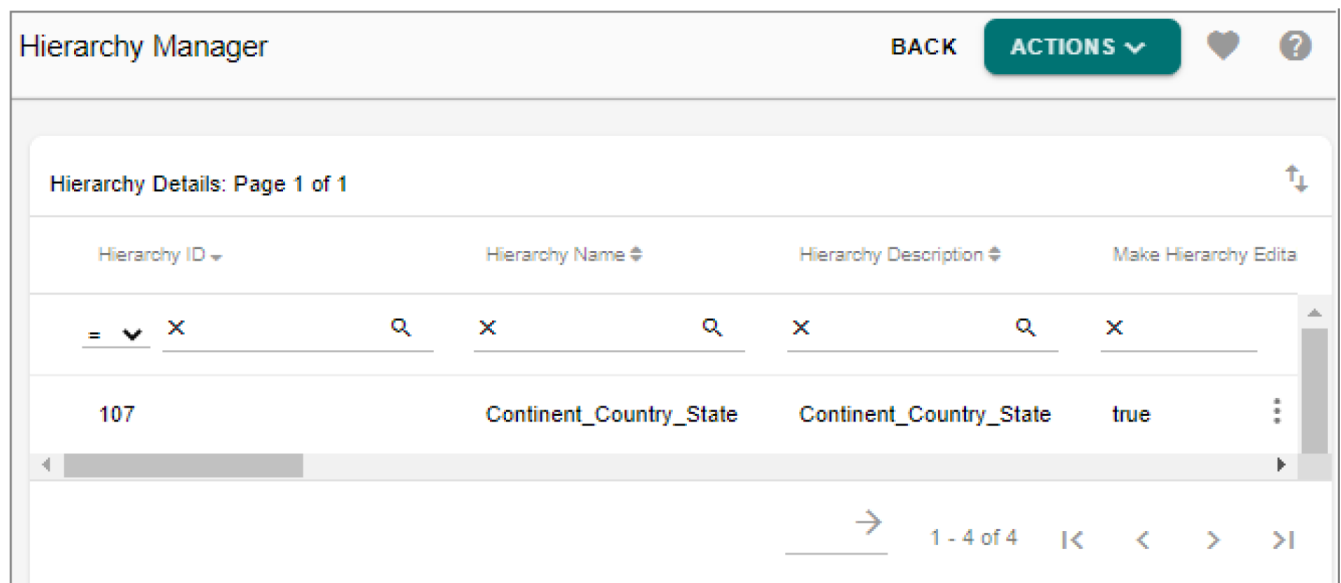 Hierarchy Manager BACK ACTIONS
Hierarchy Details: Page 1 of 1
Hierarchy ID Hierarchy Name Hierarchy Description Make Hierarchy Edita
=
107 Continent_Country_State Continent_Country_State true
1 - 4 of 4